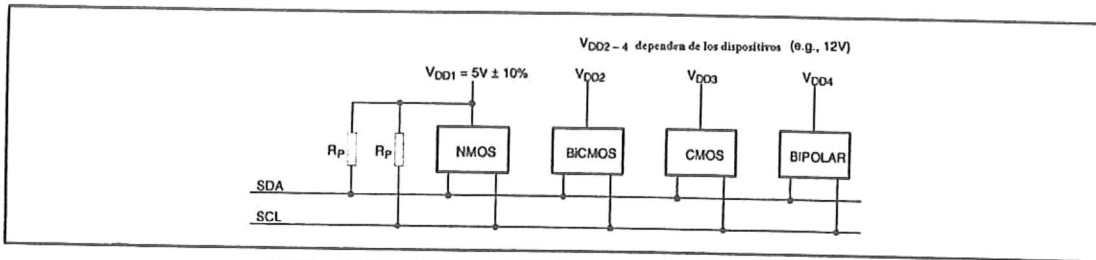 VDD2 – 4 dependen de los dispositivos (e.g., 12V)
VDD1 = 5V ± 10%
VDD2
VDD3
VDD4
RP
RP
NMOS
BiCMOS
CMOS
BIPOLAR
SDA
SCL